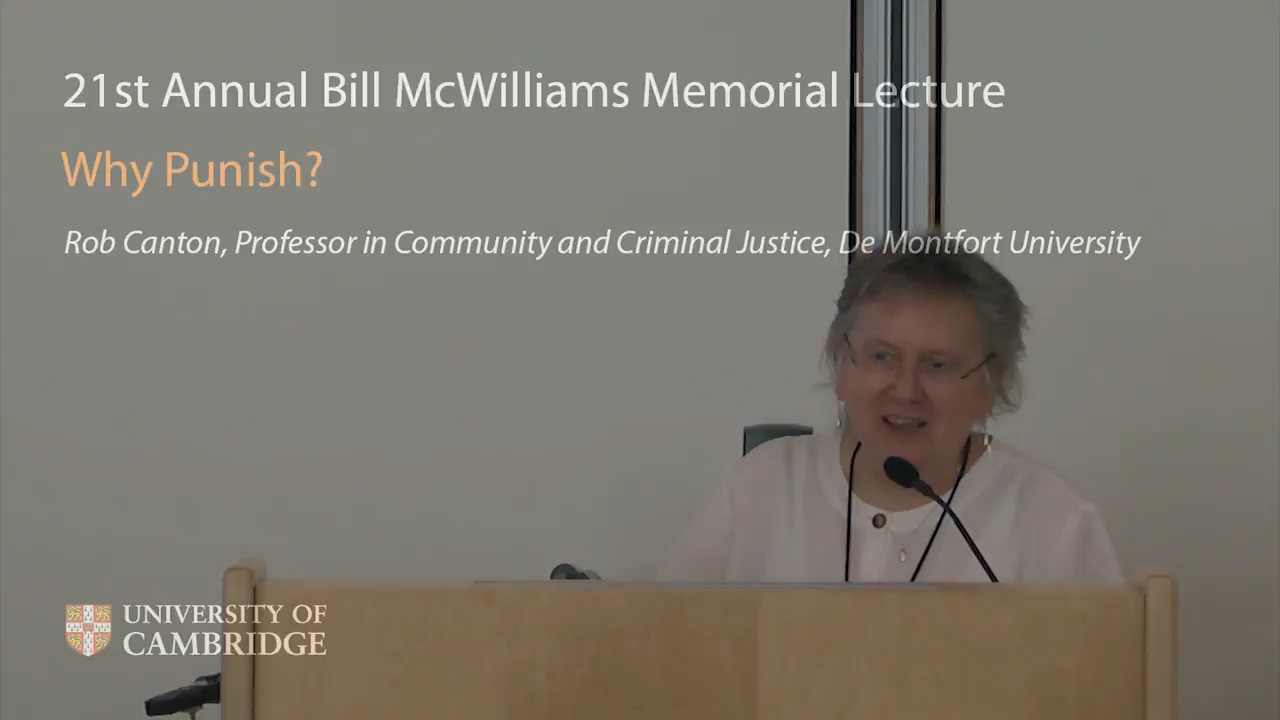 21st Annual Bill McWilliams Memorial Lecture
Why Punish?
Rob Canton, Professor in Community and Criminal Justice, De Montfort University
UNIVERSITY OF
CAMBRIDGE